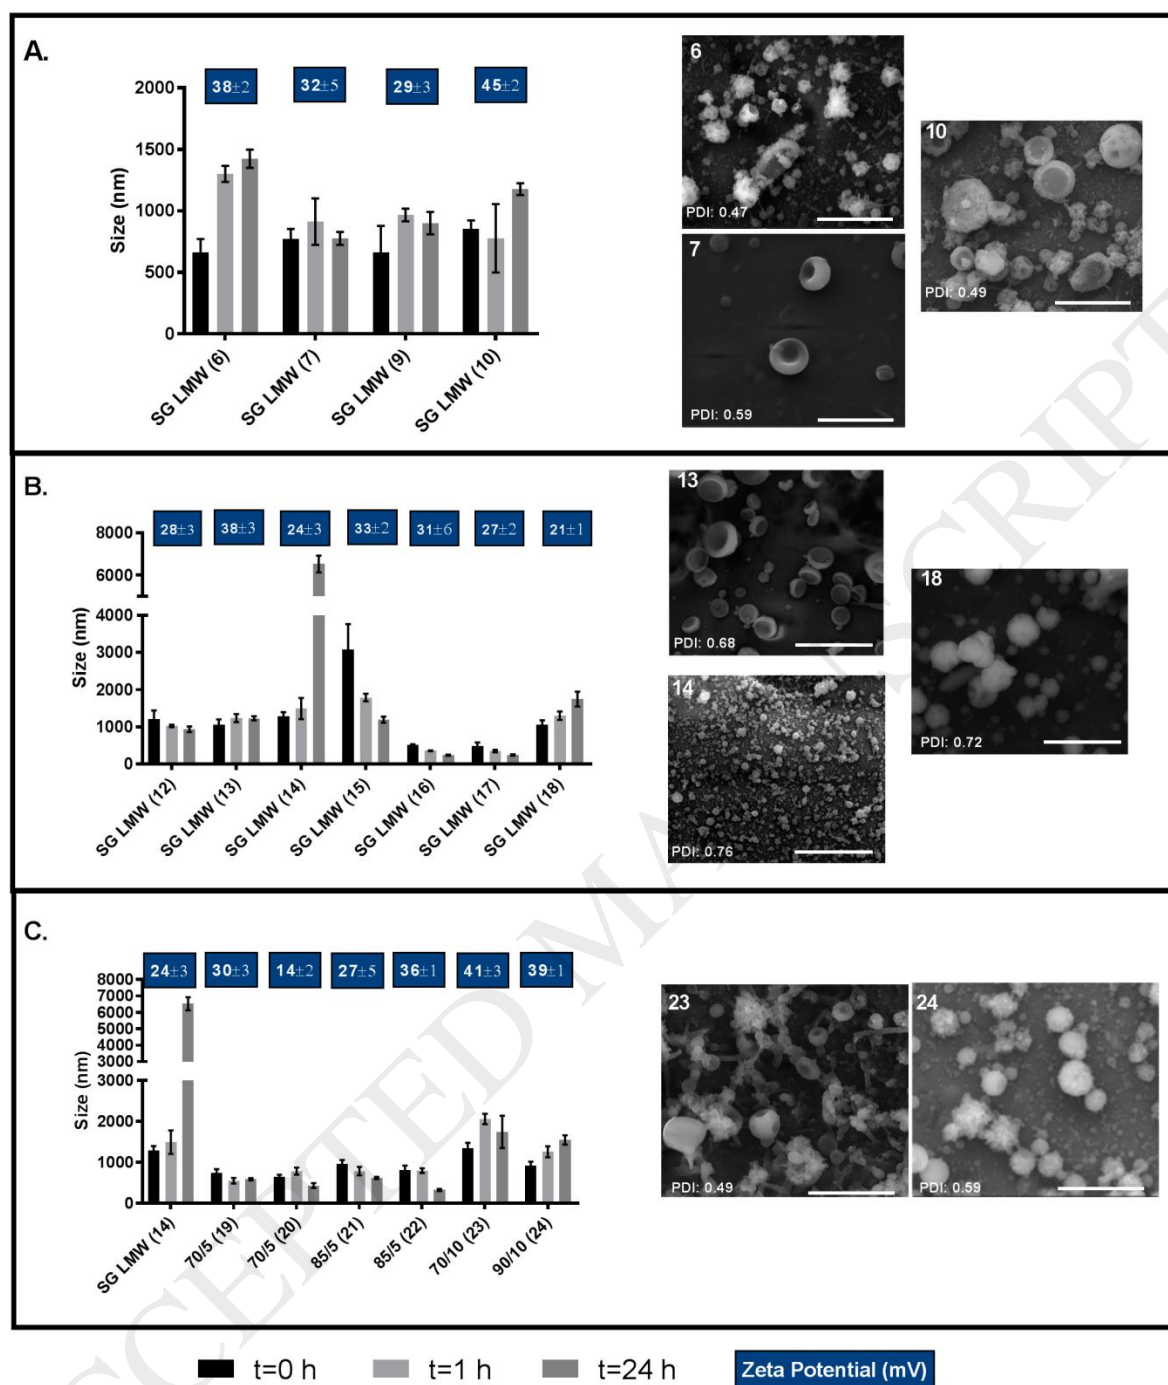 A.
38±2 32±5 29±3 45±2
2000
1500
1000
500
0
Size (nm)
SG LMW (6)
SG LMW (7)
SG LMW (9)
SG LMW (10)
6
PDI: 0.47
7
PDI: 0.59
10
PDI: 0.49
B.
28±3 38±3 24±3 33±2 31±6 27±2 21±1
8000
6000
4000
3000
2000
1000
0
Size (nm)
SG LMW (12)
SG LMW (13)
SG LMW (14)
SG LMW (15)
SG LMW (16)
SG LMW (17)
SG LMW (18)
13
PDI: 0.68
14
PDI: 0.76
18
PDI: 0.72
C.
24±3 30±3 14±2 27±5 36±1 41±3 39±1
8000
7000
6000
5000
4000
3000
3000
2000
1000
0
Size (nm)
SG LMW (14)
70/5 (19)
70/5 (20)
85/5 (21)
85/5 (22)
70/10 (23)
90/10 (24)
23
PDI: 0.49
24
PDI: 0.59
t=0 h t=1 h t=24 h Zeta Potential (mV)
CCEPTED MANUSCRIPT